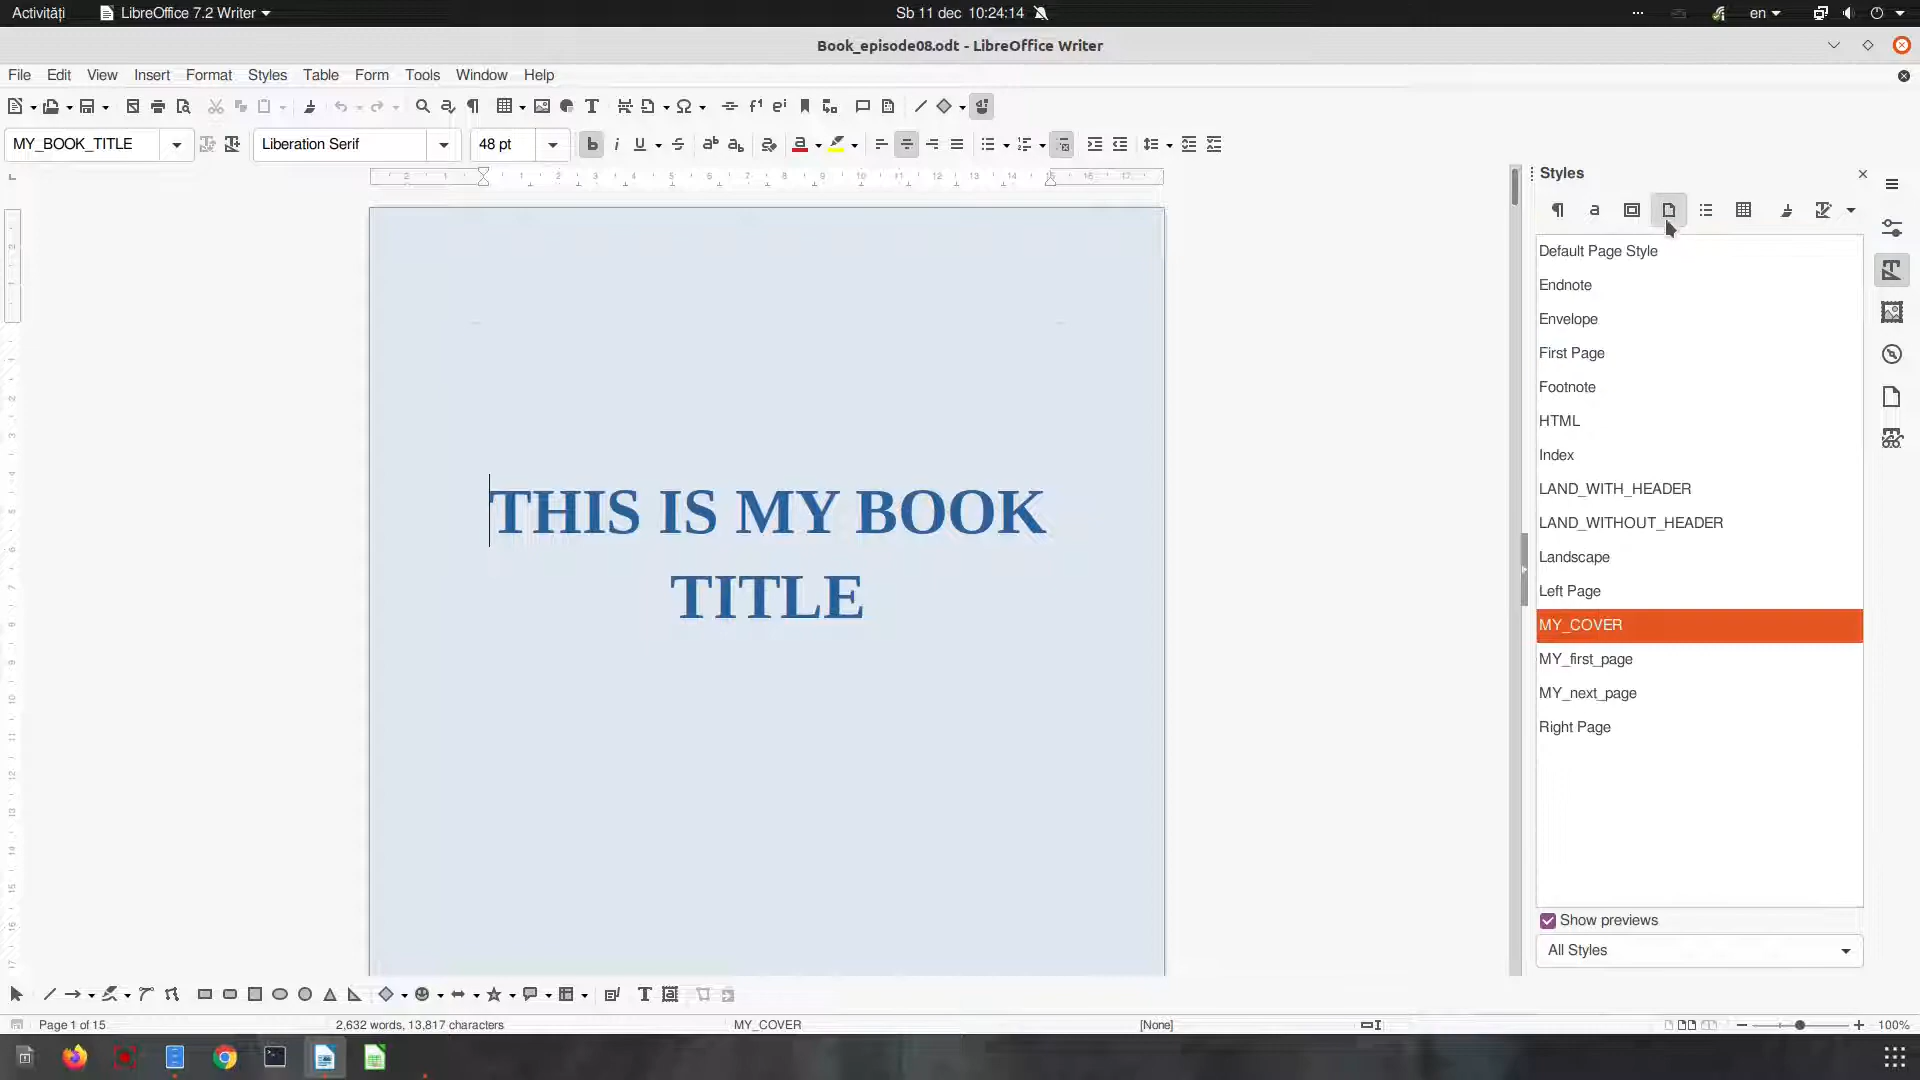 Activități LibreOffice 7.2 Writer Sb 11 dec 10:24:14 en
Book_episode08.odt - LibreOffice Writer
File Edit View Insert Format Styles Table Form Tools Window Help
MY_BOOK_TITLE Liberation Serif 48 pt
Styles
Default Page Style
Endnote
Envelope
First Page
Footnote
HTML
Index
LAND_WITH_HEADER
LAND_WITHOUT_HEADER
Landscape
Left Page
MY_COVER
MY_first_page
MY_next_page
Right Page
THIS IS MY BOOK
TITLE
Show previews
All Styles
Page 1 of 15 2,632 words, 13,817 characters MY_COVER [None] 100%